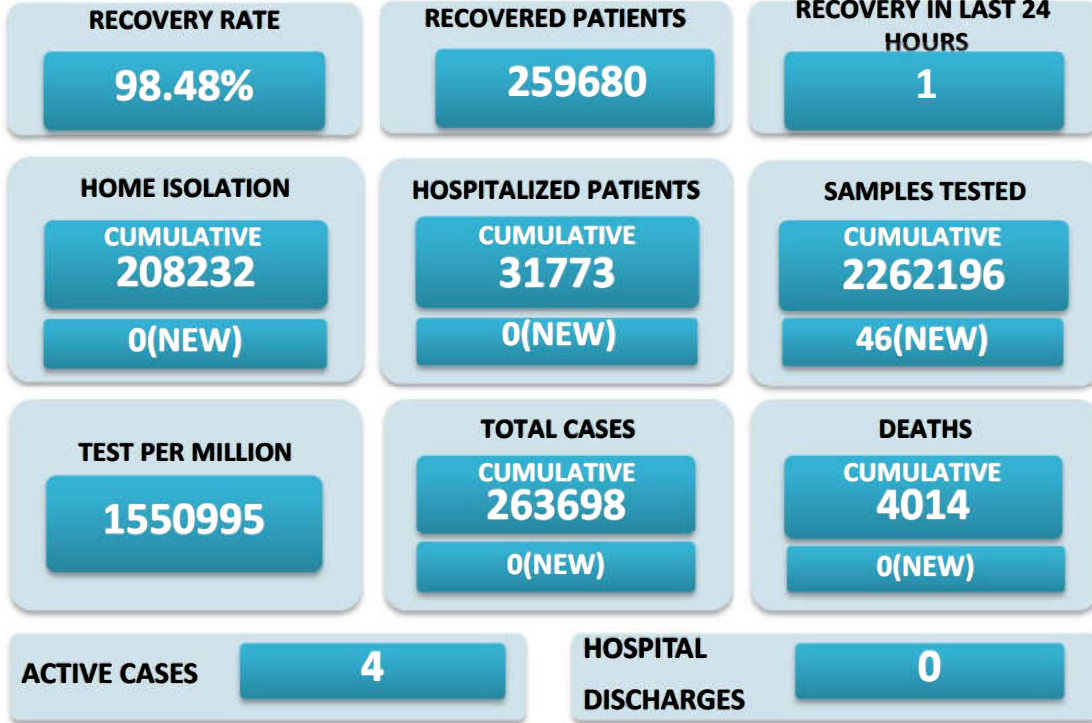 RECOVERY RATE
98.48%
RECOVERED PATIENTS
259680
RECOVERY IN LAST 24
HOURS
1
HOME ISOLATION
CUMULATIVE
208232
0(NEW)
HOSPITALIZED PATIENTS
CUMULATIVE
31773
0(NEW)
SAMPLES TESTED
CUMULATIVE
2262196
46(NEW)
TEST PER MILLION
1550995
TOTAL CASES
CUMULATIVE
263698
0(NEW)
DEATHS
CUMULATIVE
4014
0(NEW)
ACTIVE CASES
4
HOSPITAL
DISCHARGES
0